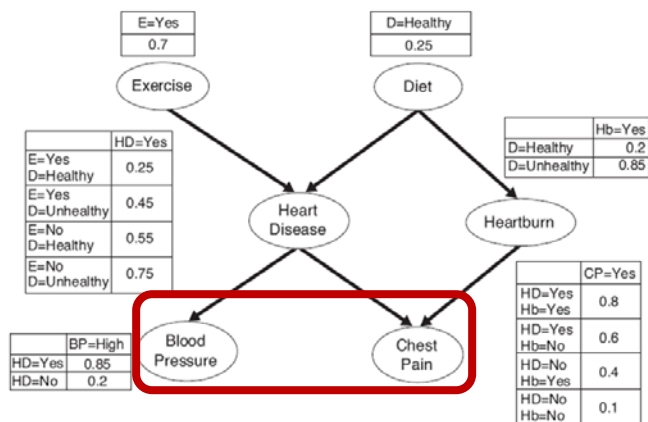 E=Yes
0.7
D=Healthy
0.25
Exercise
Diet
HD=Yes
E=Yes
D=Healthy
0.25
E=Yes
D=Unhealthy
0.45
E=No
D=Healthy
0.55
E=No
D=Unhealthy
0.75
Hb=Yes
D=Healthy 0.2
D=Unhealthy 0.85
Heart
Disease
Heartburn
BP=High
HD=Yes 0.85
HD=No 0.2
Blood
Pressure
Chest
Pain
CP=Yes
HD=Yes
Hb=Yes
0.8
HD=Yes
Hb=No
0.6
HD=No
Hb=Yes
0.4
HD=No
Hb=No
0.1